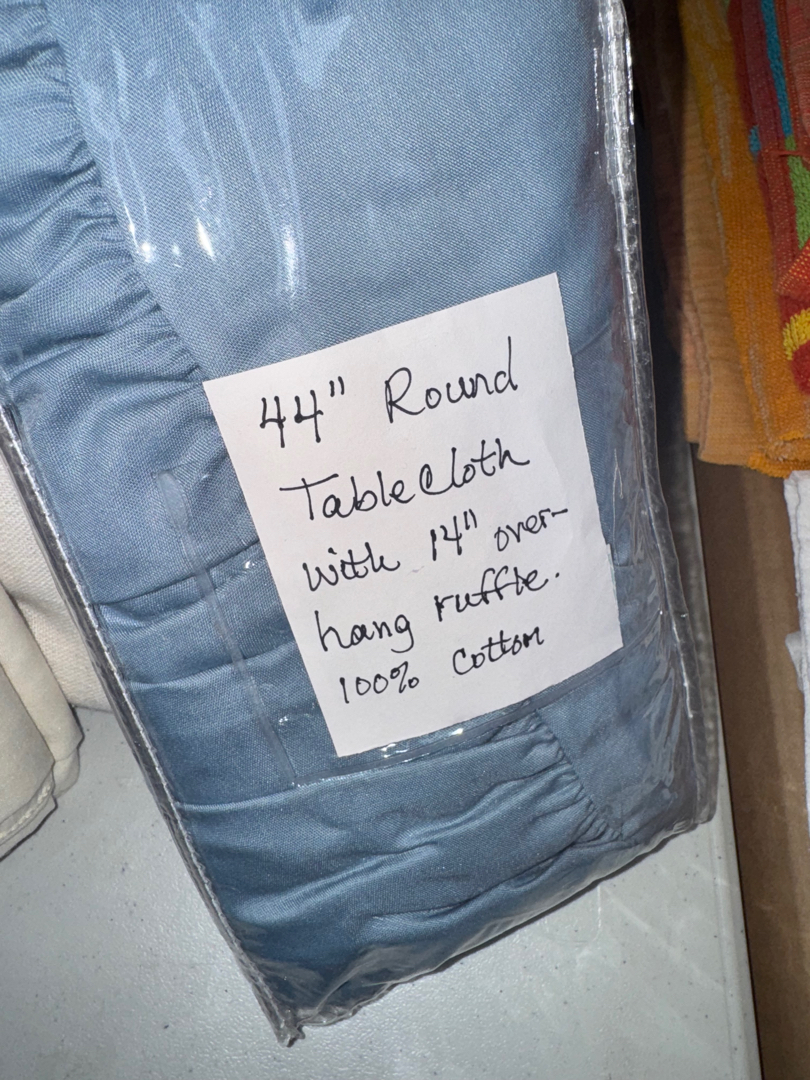 44" Round
Tablecloth
with 14" over-
hang ruffle.
100% Cotton